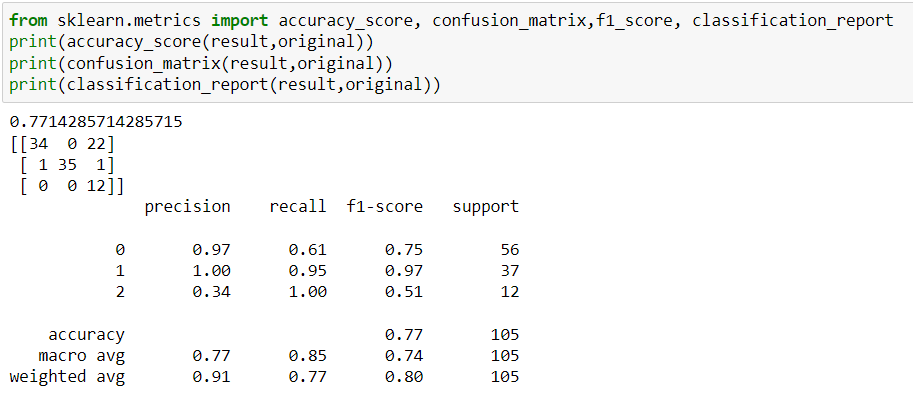 from sklearn.metrics import accuracy_score, confusion_matrix,f1_score, classification_report
print(accuracy_score(result,original))
print(confusion_matrix(result,original))
print(classification_report(result,original))
0.7714285714285715
[[34  0 22]
 [ 1 35  1]
 [ 0  0 12]]
              precision    recall  f1-score   support
           0       0.97      0.61      0.75        56
           1       1.00      0.95      0.97        37
           2       0.34      1.00      0.51        12
    accuracy                           0.77       105
   macro avg       0.77      0.85      0.74       105
weighted avg       0.91      0.77      0.80       105